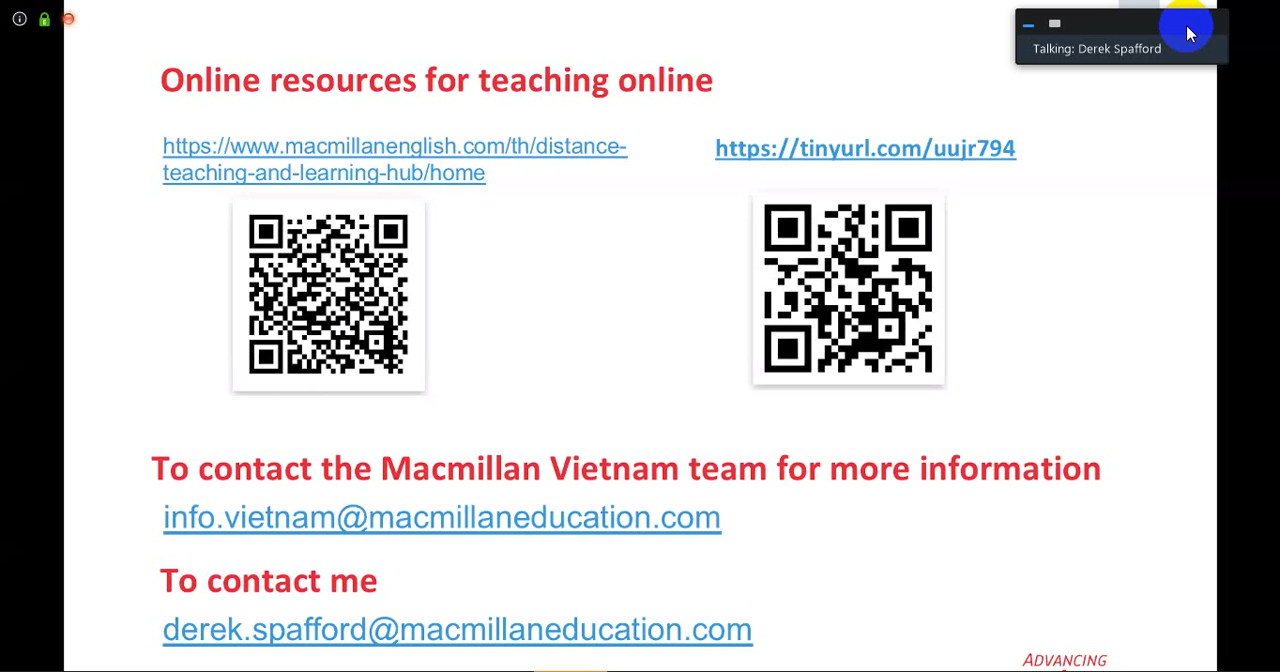 Talking: Derek Spafford
Online resources for teaching online
https://www.macmillanenglish.com/th/distance-
teaching-and-learning-hub/home
https://tinyurl.com/uujr794
To contact the Macmillan Vietnam team for more information
info.vietnam@macmillaneducation.com
To contact me
derek.spafford@macmillaneducation.com
ADVANCING